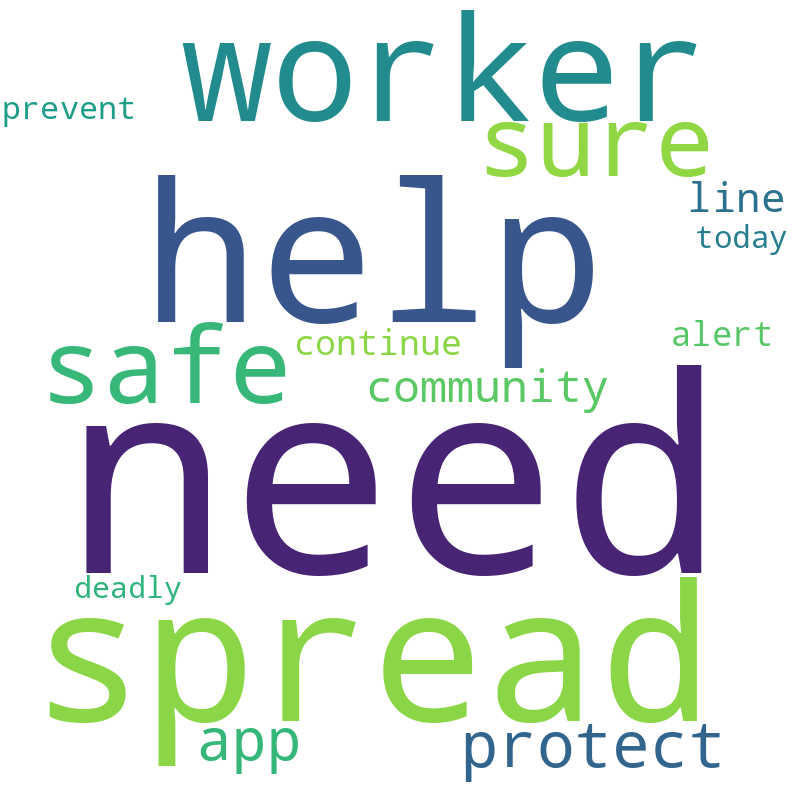 worker
prevent
sure
help
line
today
safe
continue
alert
community
need
deadly
spread
app
protect